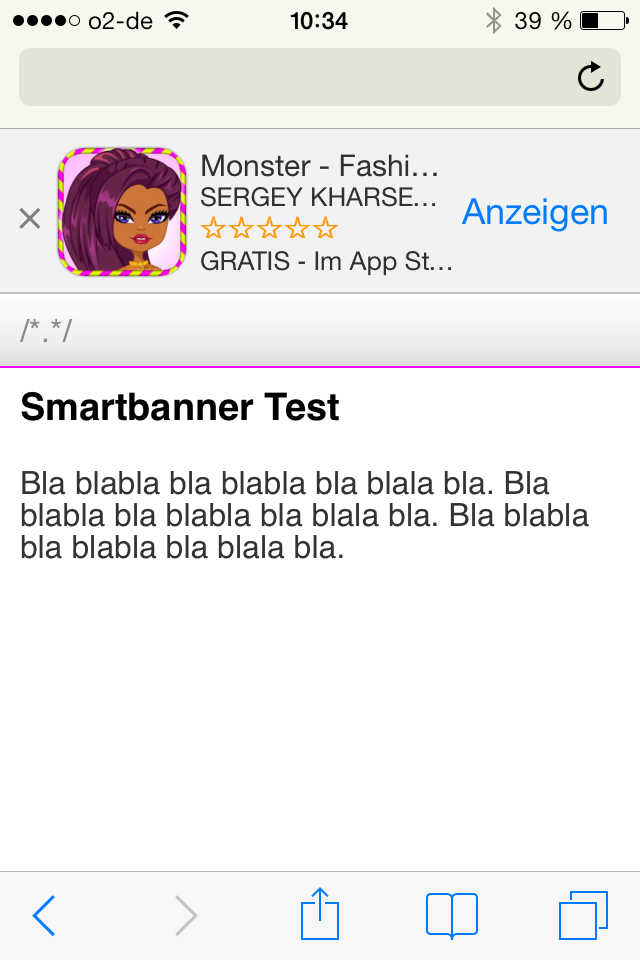 o2-de 10:34 39 %
Monster - Fashi...
SERGEY KHARSE...
Anzeigen
GRATIS - Im App St...
/*.*/
Smartbanner Test
Bla blabla bla blabla bla blala bla. Bla
blabla bla blabla bla blala bla. Bla blabla
bla blabla bla blala bla.